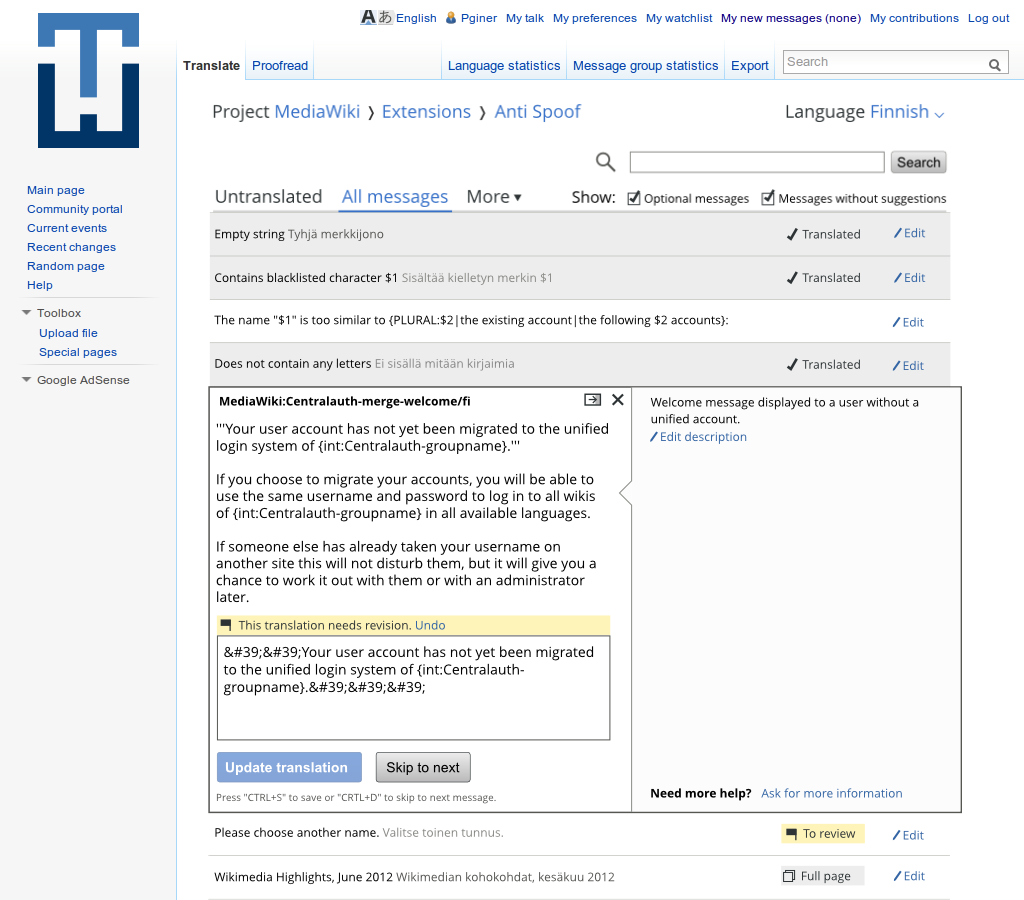 English Pginer My talk My preferences My watchlist My new messages (none) My contributions Log out
Translate Proofread Language statistics Message group statistics Export Search
Project MediaWiki ❭ Extensions ❭ Anti Spoof Language Finnish
Search
Untranslated All messages More ▾ Show: Optional messages Messages without suggestions
Main page
Community portal
Current events
Recent changes
Random page
Help
Toolbox
Upload file
Special pages
Google AdSense
Empty string Tyhjä merkkijono Translated Edit
Contains blacklisted character $1 Sisältää kielletyn merkin $1 Translated Edit
The name "$1" is too similar to {PLURAL:$2|the existing account|the following $2 accounts}: Edit
Does not contain any letters Ei sisällä mitään kirjaimia Translated Edit
MediaWiki:Centralauth-merge-welcome/fi
'''Your user account has not yet been migrated to the unified
login system of {int:Centralauth-groupname}.'''
If you choose to migrate your accounts, you will be able to
use the same username and password to log in to all wikis
of {int:Centralauth-groupname} in all available languages.
If someone else has already taken your username on
another site this will not disturb them, but it will give you a
chance to work it out with them or with an administrator
later.
This translation needs revision. Undo
&#39;&#39;Your user account has not yet been migrated
to the unified login system of {int:Centralauth-
groupname}.&#39;&#39;&#39;
Update translation Skip to next
Press "CTRL+S" to save or "CRTL+D" to skip to next message.
Welcome message displayed to a user without a
unified account.
Edit description
Need more help? Ask for more information
Please choose another name. Valitse toinen tunnus. To review Edit
Wikimedia Highlights, June 2012 Wikimedian kohokohdat, kesäkuu 2012 Full page Edit